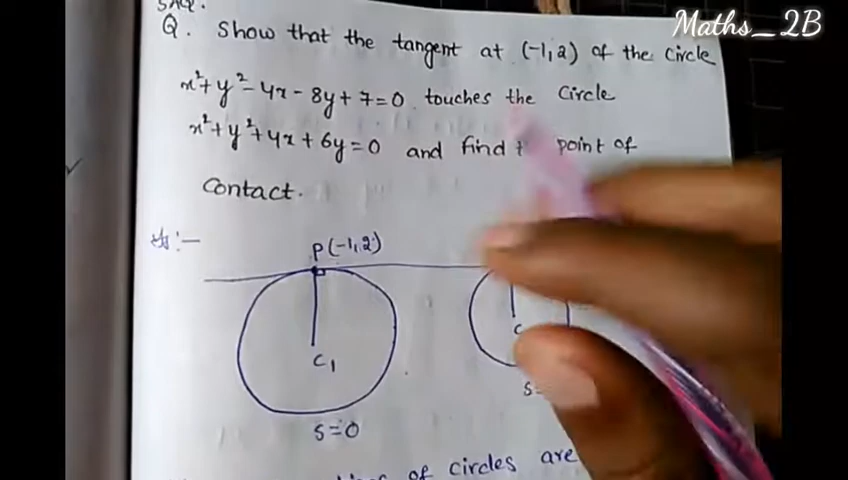 SAQ.
Maths_2B
Q. Show that the tangent at (-1,2) of the circle
x²+y²-4x-8y+7=0 touches the Circle
x²+y²+4x+6y=0 and find point of
Contact.
P(-1,2)
C1
C
S=0
S=
of circles are